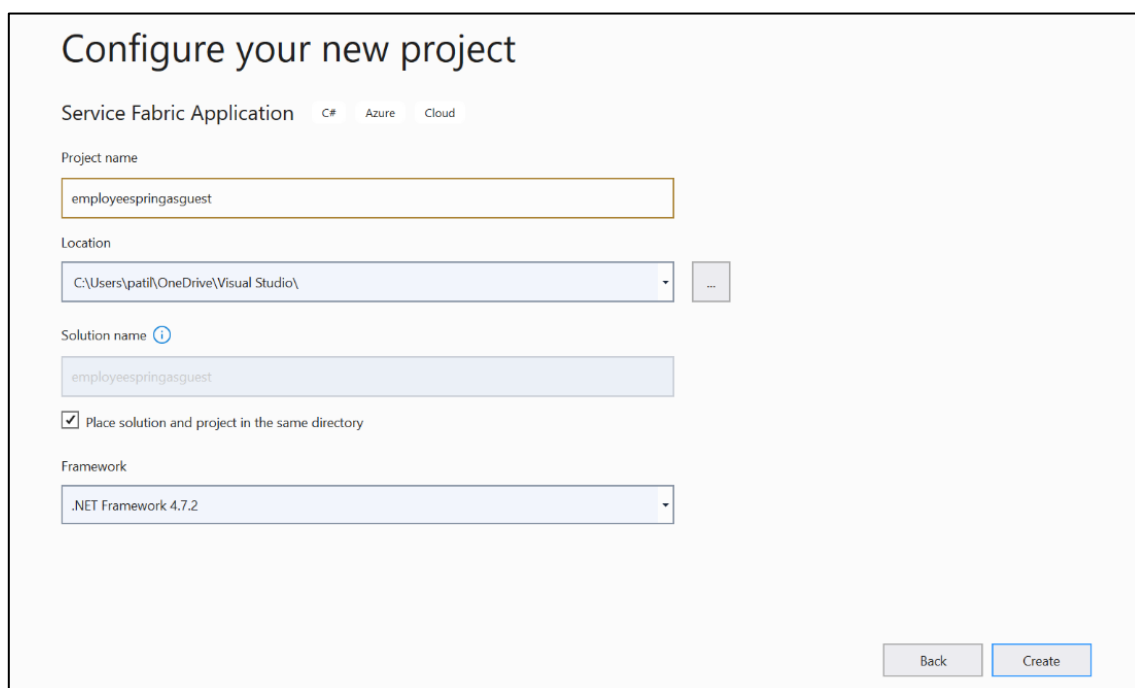 Configure your new project
Service Fabric Application C# Azure Cloud
Project name
employeespringasguest
Location
C:\Users\patil\OneDrive\Visual Studio\
...
Solution name
employeespringasguest
Place solution and project in the same directory
Framework
.NET Framework 4.7.2
Back Create